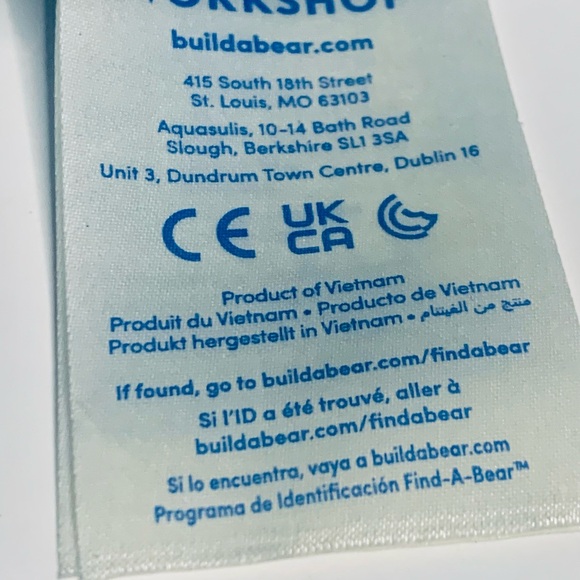 WORKSHOP
buildabear.com
415 South 18th Street
St. Louis, MO 63103
Aquasulis, 10-14 Bath Road
Slough, Berkshire SL1 3SA
Unit 3, Dundrum Town Centre, Dublin 16
CE UK CA
Product of Vietnam
Produit du Vietnam • Producto de Vietnam
Produkt hergestellt in Vietnam • منتج من الفيتنام
If found, go to buildabear.com/findabear
Si l'ID a été trouvé, aller à
buildabear.com/findabear
Si lo encuentra, vaya a buildabear.com
Programa de Identificación Find-A-Bear™